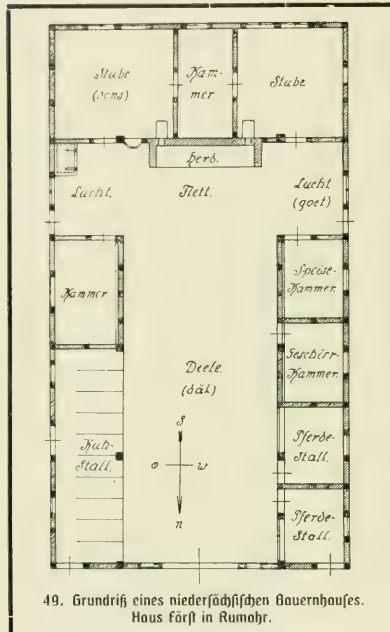 Stube
(döns)
Kam-
mer
Stube
Herd.
Lucht.
Flett.
Lucht
(goet)
Kammer
Speise-
Kammer.
Geschirr-
Kammer.
Deele.
(däl)
Kuh-
Stall.
S
o w
n
Pferde-
Stall.
Pferde-
Stall.
49. Grundriß eines niedersächsischen Bauernhauses.
Haus Förſt in Rumohr.